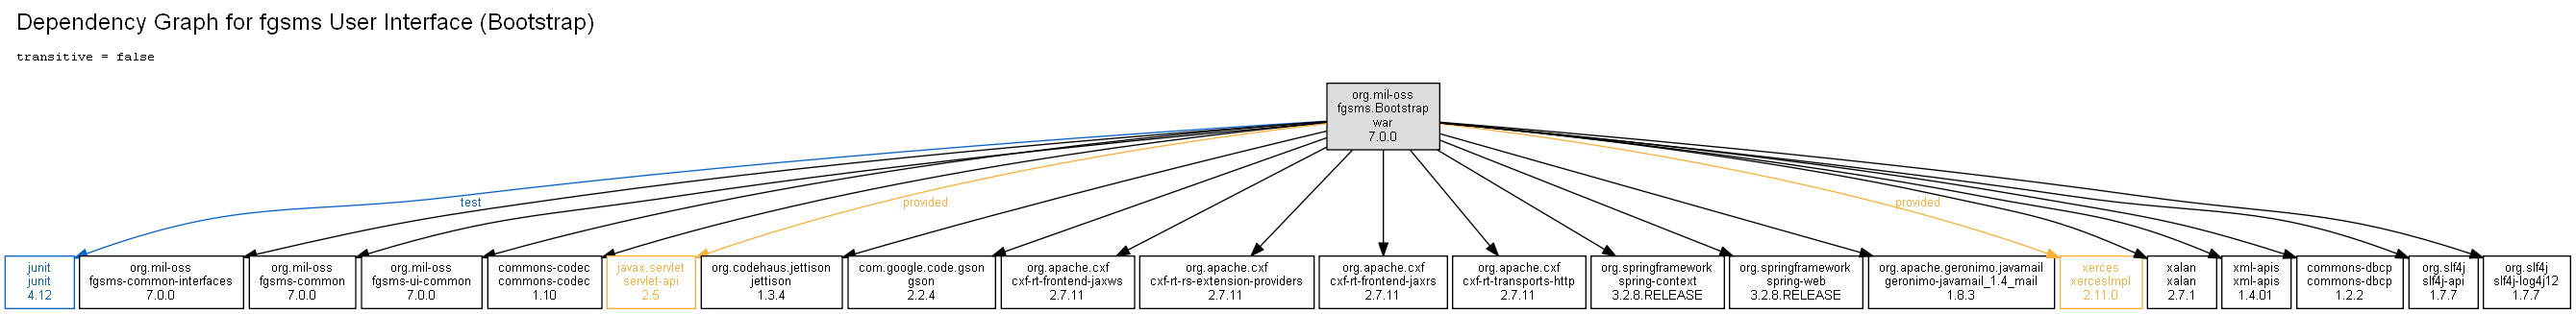 Dependency Graph for fgsms User Interface (Bootstrap)
transitive = false
org.mil-oss
fgsms.Bootstrap
war
7.0.0
test
provided
provided
junit
junit
4.12
org.mil-oss
fgsms-common-interfaces
7.0.0
org.mil-oss
fgsms-common
7.0.0
org.mil-oss
fgsms-ui-common
7.0.0
commons-codec
commons-codec
1.10
javax.servlet
servlet-api
2.5
org.codehaus.jettison
jettison
1.3.4
com.google.code.gson
gson
2.2.4
org.apache.cxf
cxf-rt-frontend-jaxws
2.7.11
org.apache.cxf
cxf-rt-rs-extension-providers
2.7.11
org.apache.cxf
cxf-rt-frontend-jaxrs
2.7.11
org.apache.cxf
cxf-rt-transports-http
2.7.11
org.springframework
spring-context
3.2.8.RELEASE
org.springframework
spring-web
3.2.8.RELEASE
org.apache.geronimo.javamail
geronimo-javamail_1.4_mail
1.8.3
xerces
xercesImpl
2.11.0
xalan
xalan
2.7.1
xml-apis
xml-apis
1.4.01
commons-dbcp
commons-dbcp
1.2.2
org.slf4j
slf4j-api
1.7.7
org.slf4j
slf4j-log4j12
1.7.7